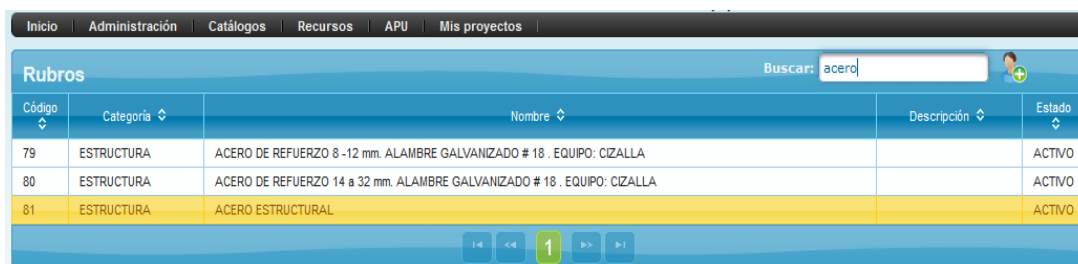 Inicio Administración Catálogos Recursos APU Mis proyectos
Rubros Buscar: acero
Código Categoría Nombre Descripción Estado
79 ESTRUCTURA ACERO DE REFUERZO 8 -12 mm. ALAMBRE GALVANIZADO # 18 . EQUIPO: CIZALLA ACTIVO
80 ESTRUCTURA ACERO DE REFUERZO 14 a 32 mm. ALAMBRE GALVANIZADO # 18 . EQUIPO: CIZALLA ACTIVO
81 ESTRUCTURA ACERO ESTRUCTURAL ACTIVO
1